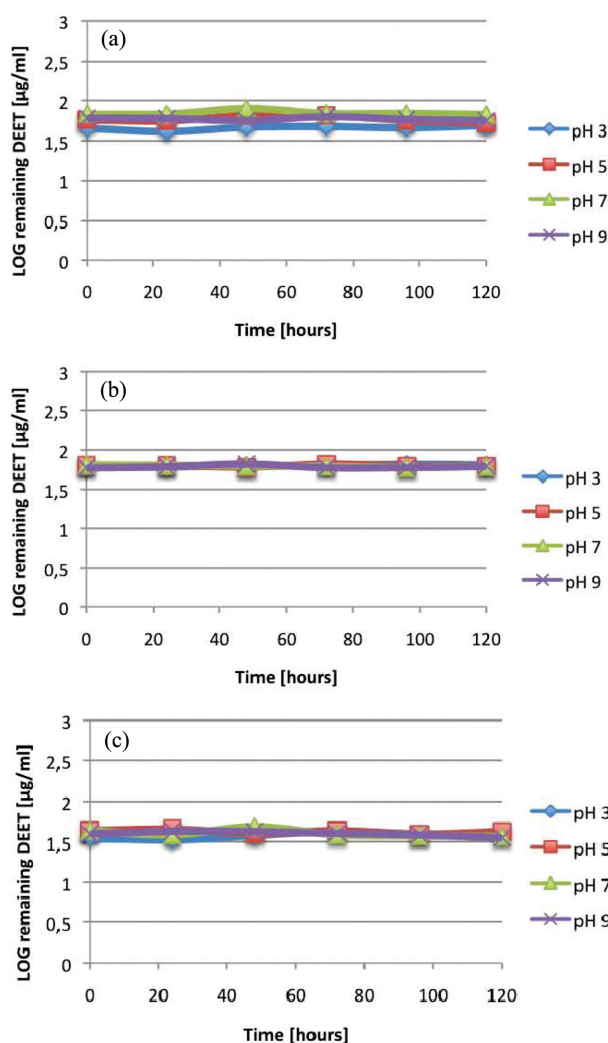 (a)
LOG remaining DEET [µg/ml]
3
2,5
2
1,5
1
0,5
0
0 20 40 60 80 100 120
Time [hours]
pH 3
pH 5
pH 7
pH 9
(b)
LOG remaining DEET [µg/ml]
3
2,5
2
1,5
1
0,5
0
0 20 40 60 80 100 120
Time [hours]
pH 3
pH 5
pH 7
pH 9
(c)
LOG remaining DEET [µg/ml]
3
2,5
2
1,5
1
0,5
0
0 20 40 60 80 100 120
Time [hours]
pH 3
pH 5
pH 7
pH 9